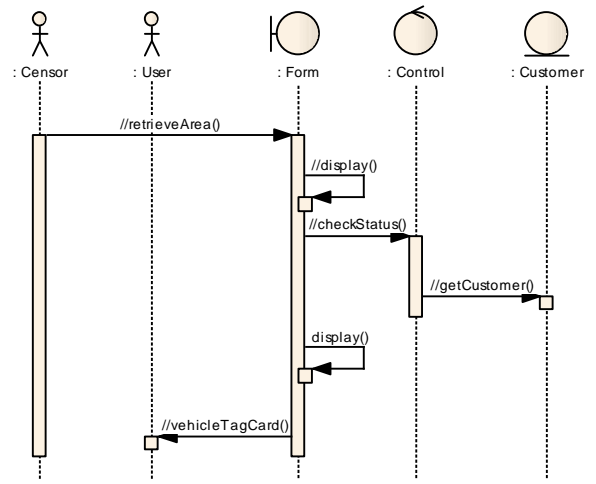 : Censor
: User
: Form
: Control
: Customer
//retrieveArea()
//display()
//checkStatus()
//getCustomer()
display()
//vehicleTagCard()